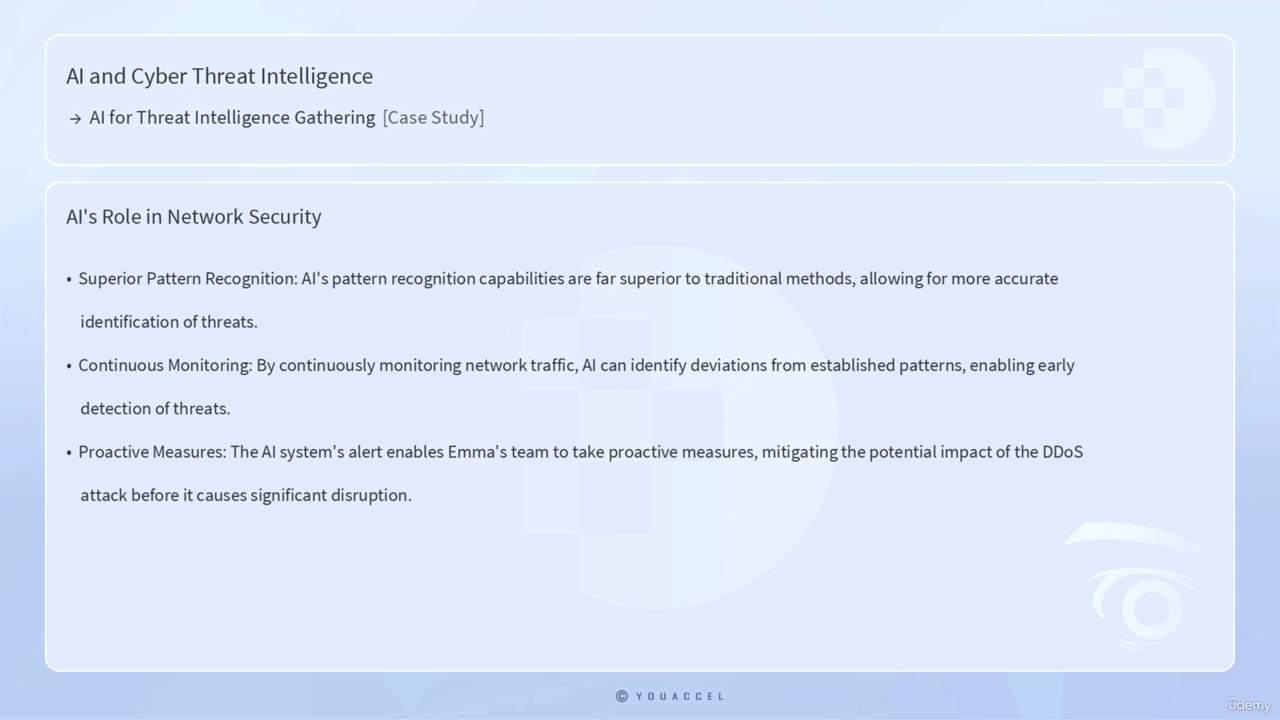 AI and Cyber Threat Intelligence
→ AI for Threat Intelligence Gathering [Case Study]
AI's Role in Network Security
• Superior Pattern Recognition: AI's pattern recognition capabilities are far superior to traditional methods, allowing for more accurate
identification of threats.
• Continuous Monitoring: By continuously monitoring network traffic, AI can identify deviations from established patterns, enabling early
detection of threats.
• Proactive Measures: The AI system's alert enables Emma's team to take proactive measures, mitigating the potential impact of the DDoS
attack before it causes significant disruption.
© YOUACCEL
ûdemy